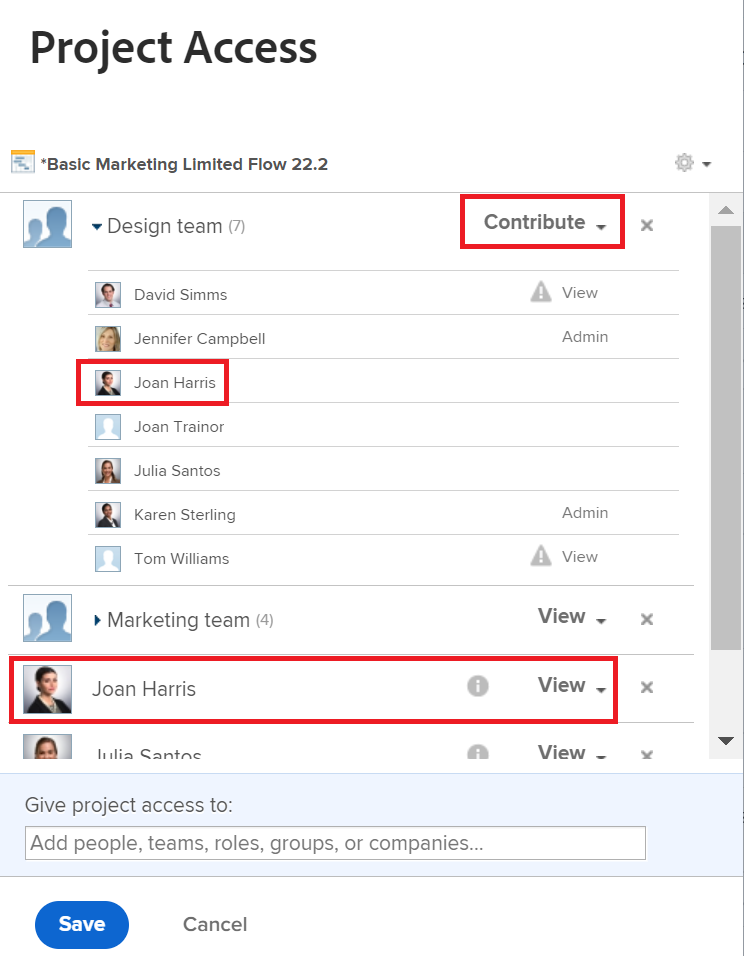 Project Access
*Basic Marketing Limited Flow 22.2
Design team (7) Contribute
David Simms View
Jennifer Campbell Admin
Joan Harris
Joan Trainor
Julia Santos
Karen Sterling Admin
Tom Williams View
Marketing team (4) View
Joan Harris View
Julia Santos View
Give project access to:
Add people, teams, roles, groups, or companies...
Save Cancel